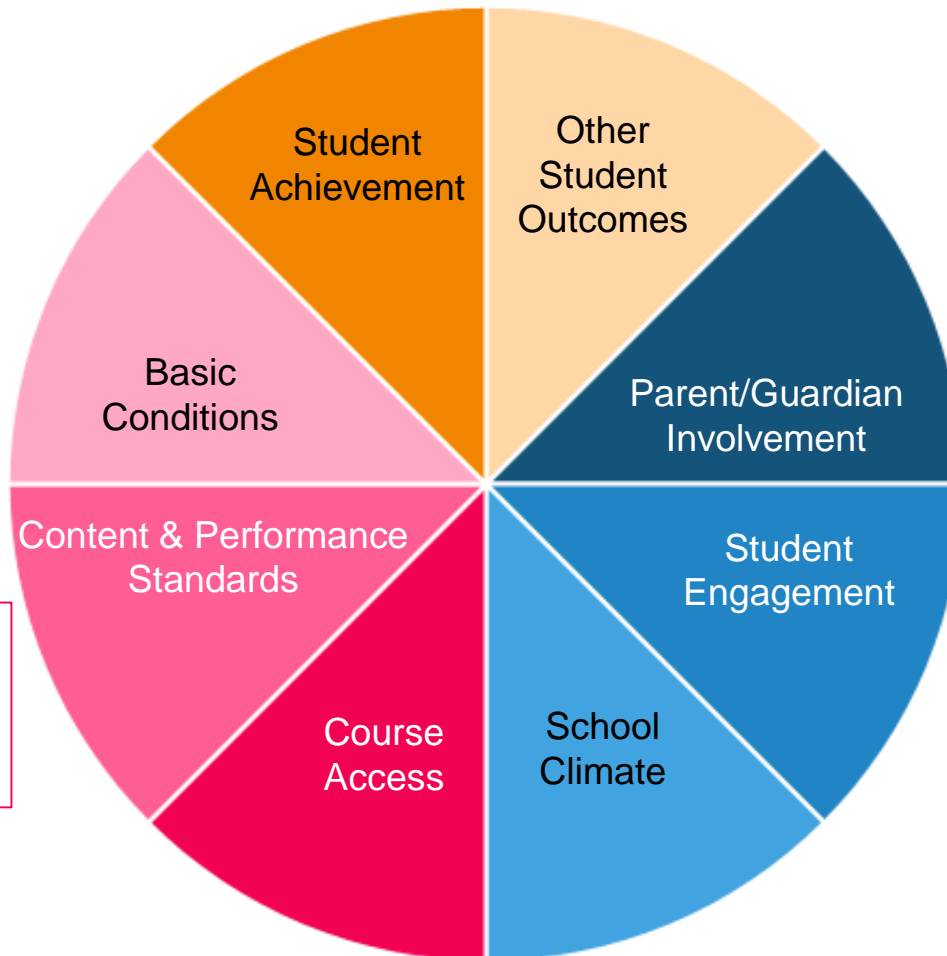 Student
Achievement
Other
Student
Outcomes
Basic
Conditions
Parent/Guardian
Involvement
Content & Performance
Standards
Student
Engagement
Course
Access
School
Climate